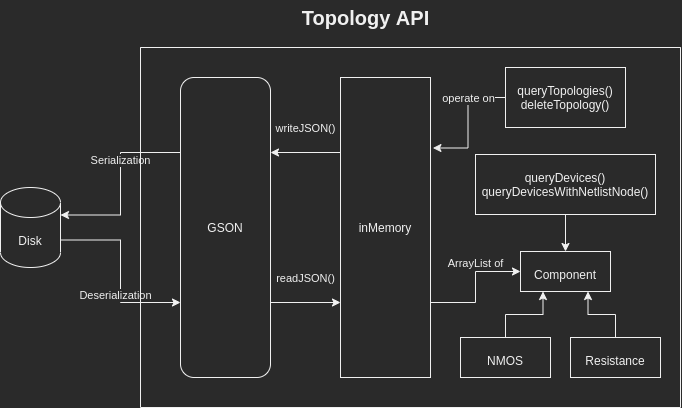 Topology API
queryTopologies()
deleteTopology()
operate on
writeJSON()
Serialization
queryDevices()
queryDevicesWithNetlistNode()
GSON
inMemory
Disk
ArrayList of
Component
readJSON()
Deserialization
NMOS
Resistance